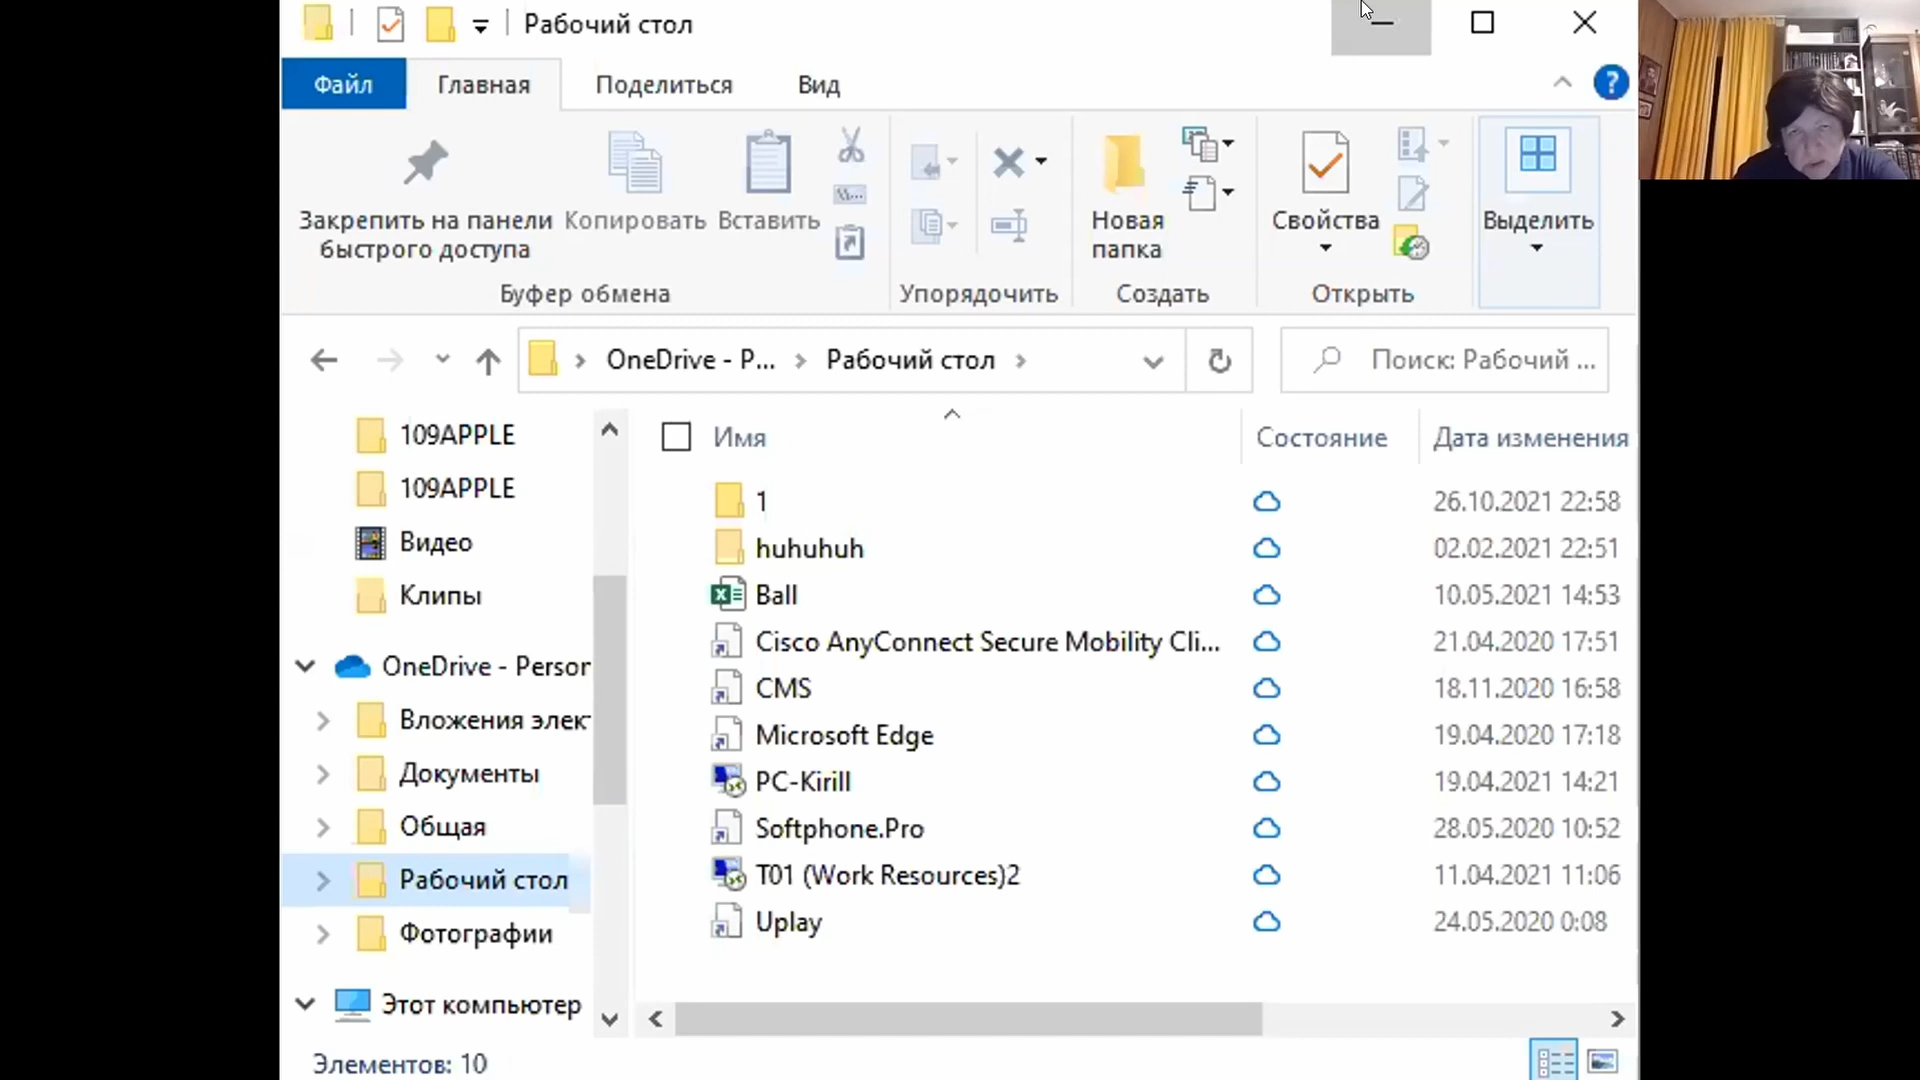 Рабочий стол
Файл Главная Поделиться Вид
Закрепить на панели быстрого доступа
Копировать
Вставить
Новая папка
Свойства
Выделить
Буфер обмена Упорядочить Создать Открыть
OneDrive - P... Рабочий стол Поиск: Рабочий ...
109APPLE
109APPLE
Видео
Клипы
OneDrive - Person
Вложения элек
Документы
Общая
Рабочий стол
Фотографии
Этот компьютер
Имя Состояние Дата изменения
1 26.10.2021 22:58
huhuhuh 02.02.2021 22:51
Ball 10.05.2021 14:53
Cisco AnyConnect Secure Mobility Cli... 21.04.2020 17:51
CMS 18.11.2020 16:58
Microsoft Edge 19.04.2020 17:18
PC-Kirill 19.04.2021 14:21
Softphone.Pro 28.05.2020 10:52
T01 (Work Resources)2 11.04.2021 11:06
Uplay 24.05.2020 0:08
Элементов: 10